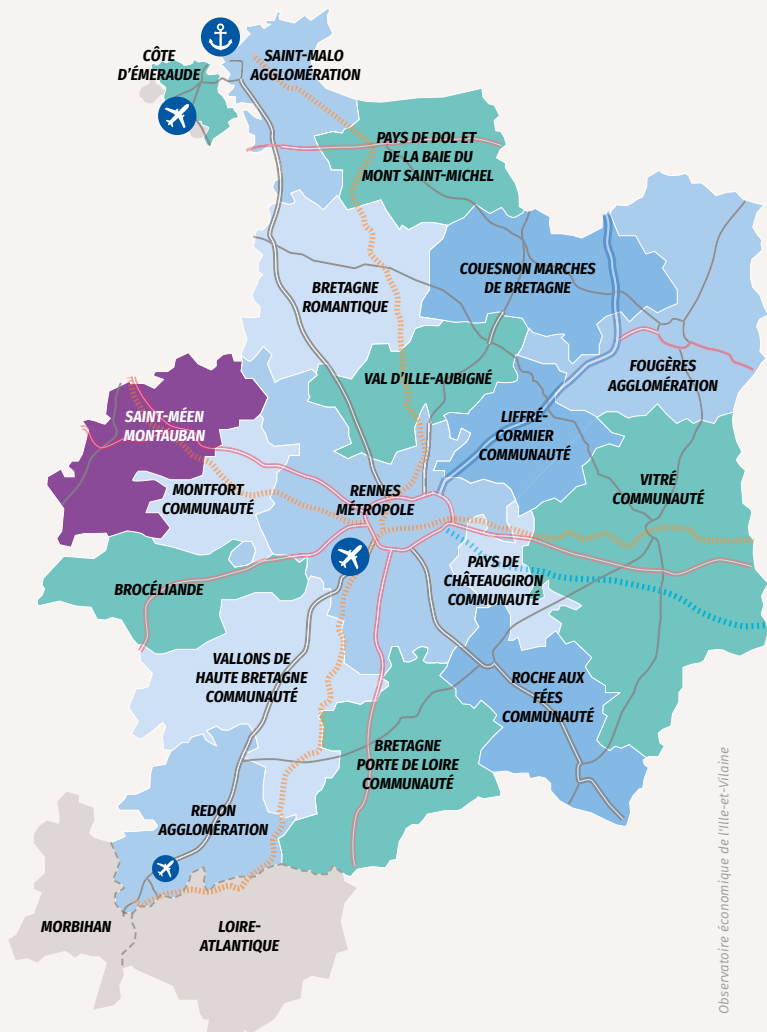 CÔTE
D'ÉMERAUDE
SAINT-MALO
AGGLOMÉRATION
PAYS DE DOL ET
DE LA BAIE DU
MONT SAINT-MICHEL
COUESNON MARCHES
DE BRETAGNE
BRETAGNE
ROMANTIQUE
FOUGÈRES
AGGLOMÉRATION
VAL D'ILLE-AUBIGNÉ
LIFFRÉ-
CORMIER
COMMUNAUTÉ
SAINT-MÉEN
MONTAUBAN
MONTFORT
COMMUNAUTÉ
RENNES
MÉTROPOLE
VITRÉ
COMMUNAUTÉ
PAYS DE
CHÂTEAUGIRON
COMMUNAUTÉ
BROCÉLIANDE
VALLONS DE
HAUTE BRETAGNE
COMMUNAUTÉ
ROCHE AUX
FÉES
COMMUNAUTÉ
BRETAGNE
PORTE DE LOIRE
COMMUNAUTÉ
REDON
AGGLOMÉRATION
MORBIHAN
LOIRE-
ATLANTIQUE
Observatoire économique de l'Ille-et-Vilaine